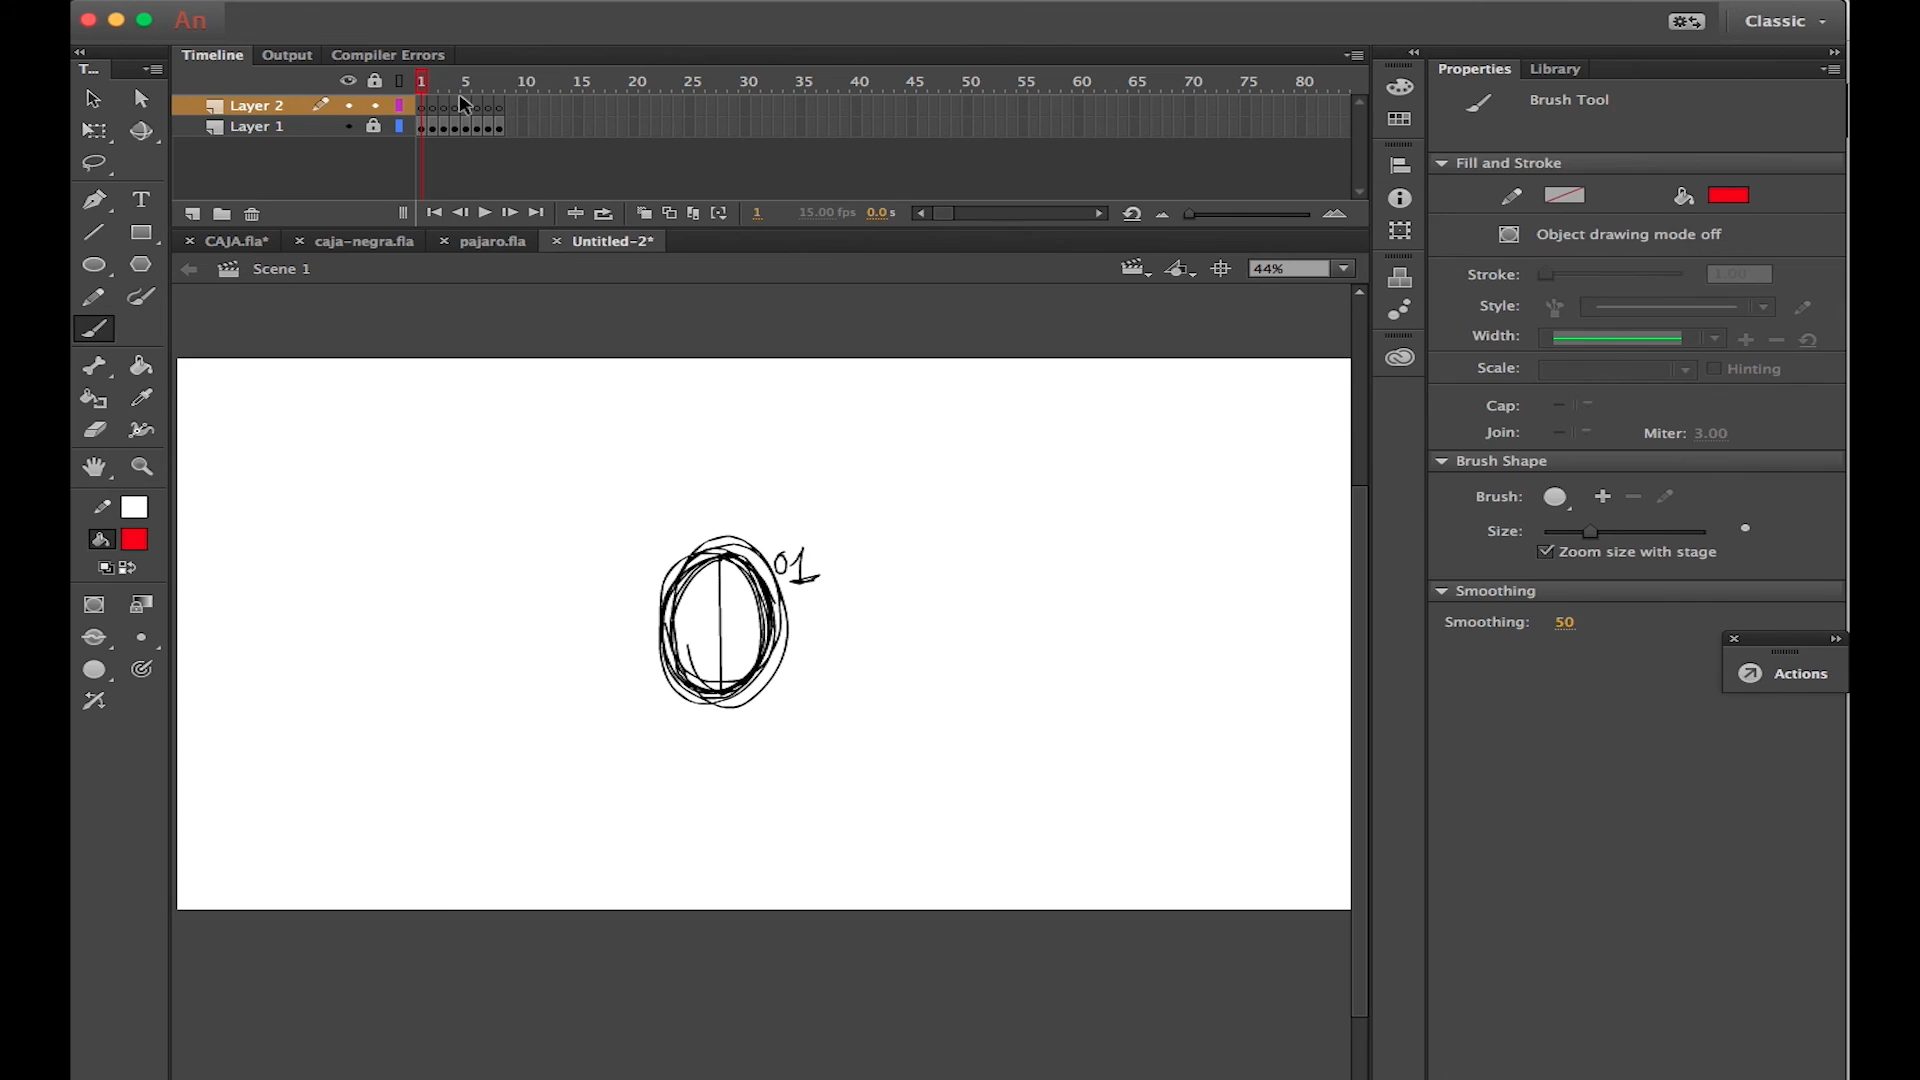 An
Classic
Timeline Output Compiler Errors
T...
Properties Library
1 5 10 15 20 25 30 35 40 45 50 55 60 65 70 75 80
Brush Tool
Layer 2
Layer 1
Fill and Stroke
1 15.00 fps 0.0 s
Object drawing mode off
CAJA.fla* caja-negra.fla pajaro.fla Untitled-2*
Scene 1 44%
Stroke: 1.00
Style:
Width:
Scale: Hinting
Cap:
Join: Miter: 3.00
Brush Shape
Brush:
Size:
Zoom size with stage
01
Smoothing
Smoothing: 50
Actions